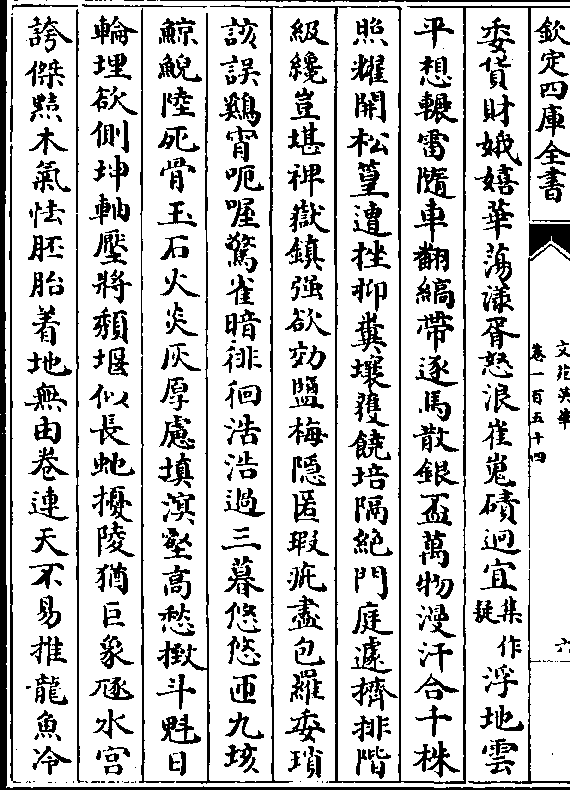 欽定四庫全書
文苑英華
卷一百五十四
六
委貨財娥嬉華蕩漾胥怒浪崔嵬磧迥宜集作疑浮地雲
平想輾雷隨車翻縞帶逐馬散銀盃萬物漫汗合千株
照耀開松篁遭挫抑糞壤獲饒培隔絶門庭遽擠排階
級纔豈堪裨嶽鎮强欲効鹽梅隠匿瑕疵盡包羅委瑣
該誤鷄宵呃喔驚雀暗徘徊浩浩過三暮悠悠匝九垓
鯨鯢陸死骨玉石火炎灰厚慮填溟壑高愁㨖斗魁日
輪埋欲側坤軸壓將頽堰似長虵擾陵猶巨象豗水宮
誇傑黠木氣怯胚胎着地無由卷連天不易推龍魚冷